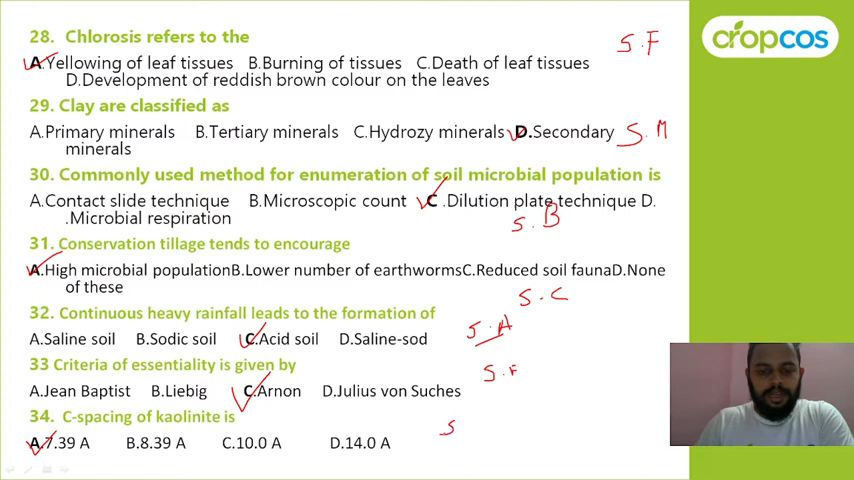 28. Chlorosis refers to the
S.F
cropcos
A.Yellowing of leaf tissues B.Burning of tissues C.Death of leaf tissues
D.Development of reddish brown colour on the leaves
29. Clay are classified as
A.Primary minerals B.Tertiary minerals C.Hydrozy minerals D.Secondary
minerals
S.M
30. Commonly used method for enumeration of soil microbial population is
A.Contact slide technique B.Microscopic count C .Dilution plate technique D.
.Microbial respiration
S.B
31. Conservation tillage tends to encourage
A.High microbial populationB.Lower number of earthwormsC.Reduced soil faunaD.None
of these
S.C
32. Continuous heavy rainfall leads to the formation of
A.Saline soil B.Sodic soil C.Acid soil D.Saline-sod
S.A
33 Criteria of essentiality is given by
S.F
A.Jean Baptist B.Liebig C.Arnon D.Julius von Suches
34. C-spacing of kaolinite is
S
A.7.39 A B.8.39 A C.10.0 A D.14.0 A